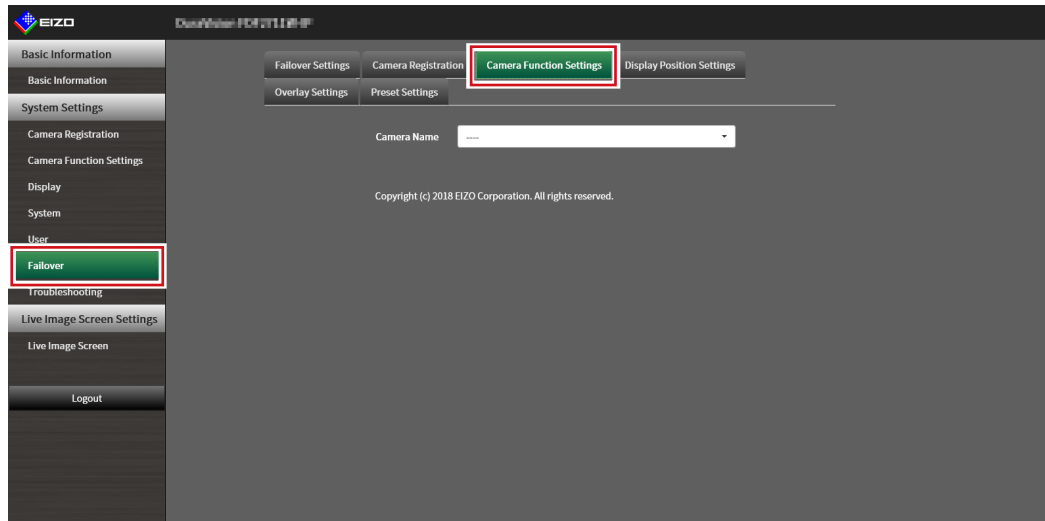 EIZO
Basic Information
Basic Information
System Settings
Camera Registration
Camera Function Settings
Display
System
User
Failover
Troubleshooting
Live Image Screen Settings
Live Image Screen
Logout
Failover Settings Camera Registration Camera Function Settings Display Position Settings
Overlay Settings Preset Settings
Camera Name ----
Copyright (c) 2018 EIZO Corporation. All rights reserved.